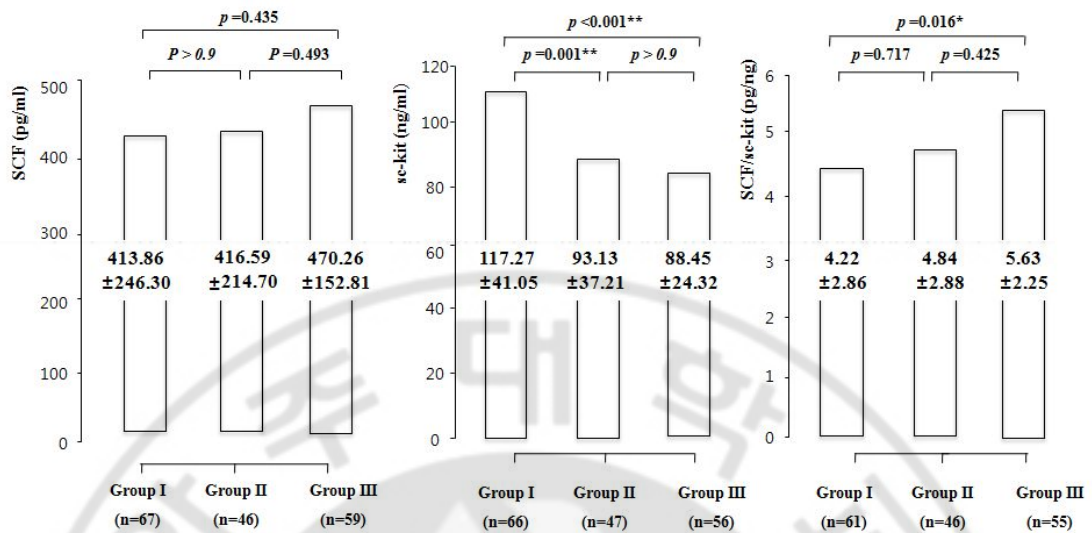 p =0.435
P > 0.9
p =0.493
SCF (pg/ml)
500
400
300
200
100
0
413.86
±246.30
416.59
±214.70
470.26
±152.81
Group I
(n=67)
Group II
(n=46)
Group III
(n=59)
p <0.001**
p =0.001**
p > 0.9
sc-kit (ng/ml)
120
100
80
60
40
20
0
117.27
±41.05
93.13
±37.21
88.45
±24.32
Group I
(n=66)
Group II
(n=47)
Group III
(n=56)
p =0.016*
p =0.717
p =0.425
SCF/sc-kit (pg/ng)
6
5
4
3
2
1
0
4.22
±2.86
4.84
±2.88
5.63
±2.25
Group I
(n=61)
Group II
(n=46)
Group III
(n=55)
주 대 학